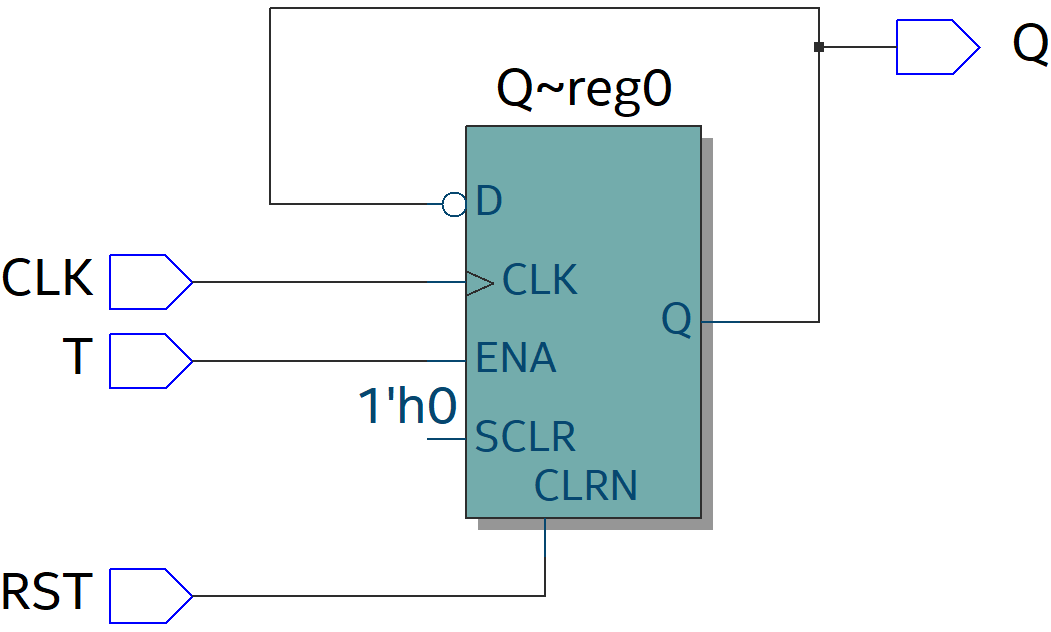 Q
Q~reg0
D
CLK
CLK
Q
T
ENA
1'h0
SCLR
CLRN
RST